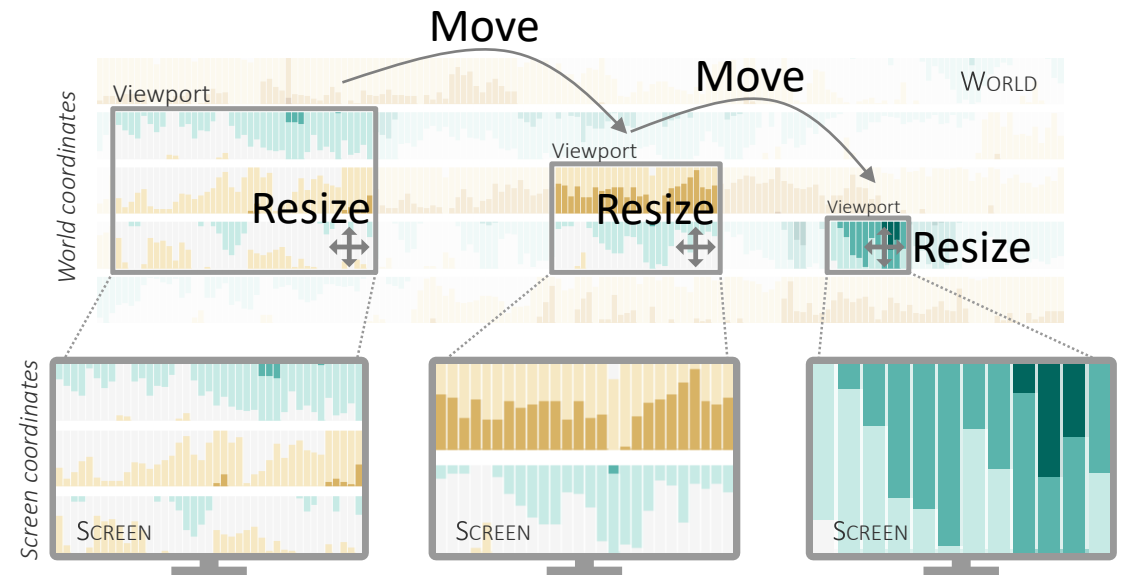 Move
Move
WORLD
Viewport
World coordinates
Viewport
Resize
Resize
Viewport
Resize
Screen coordinates
SCREEN
SCREEN
SCREEN